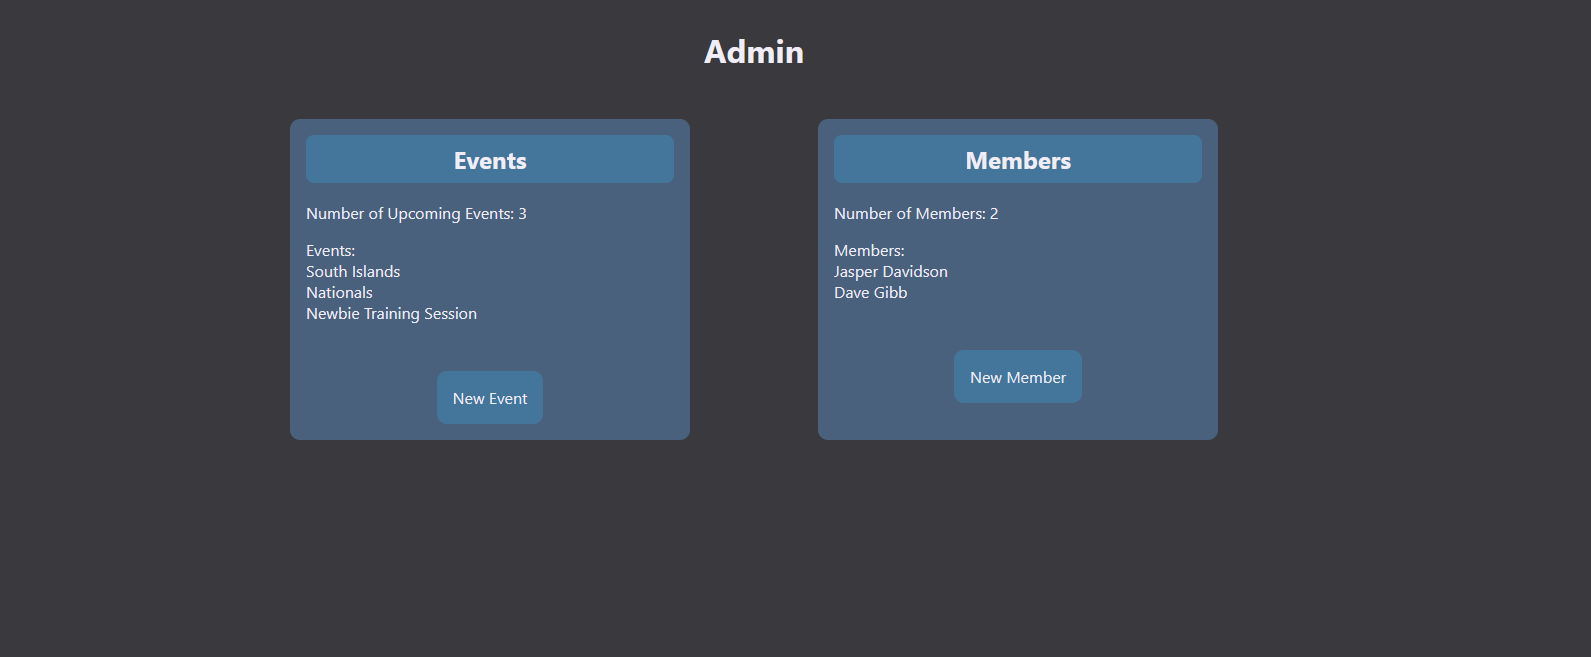 Admin
Events
Number of Upcoming Events: 3
Events:
South Islands
Nationals
Newbie Training Session
New Event
Members
Number of Members: 2
Members:
Jasper Davidson
Dave Gibb
New Member